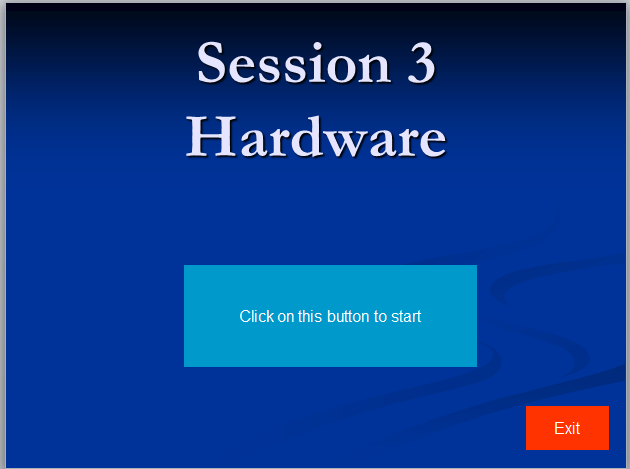 Session 3
Hardware
Click on this button to start
Exit